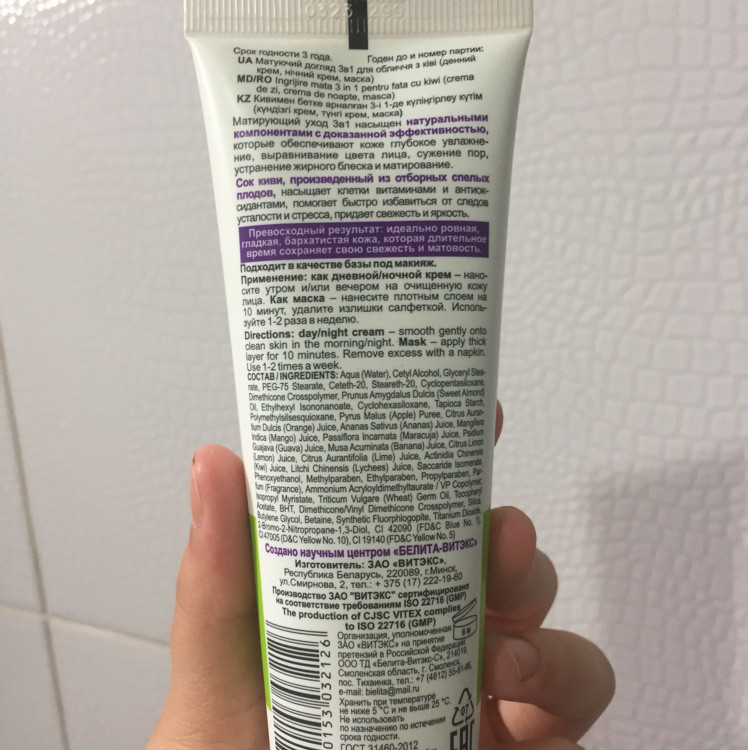 Срок годности 3 года. Годен до и номер партии:
UA Матуючий догляд 3в1 для обличчя з ківі (денний
крем, нічний крем, маска)
MD/RO Ingrijire mata 3 in 1 pentru fata cu kiwi (crema
de zi, crema de noapte, masca)
KZ Кивимен бетке арналған 3-і 1-де күліңгірлеу күтім
(күндізгі крем, түнгі крем, маска)
Матирующий уход 3в1 насыщен натуральными
компонентами с доказанной эффективностью,
которые обеспечивают коже глубокое увлажне-
ние, выравнивание цвета лица, сужение пор,
устранение жирного блеска и матирование.
Сок киви, произведенный из отборных спелых
плодов, насыщает клетки витаминами и антиок-
сидантами, помогает быстро избавиться от следов
усталости и стресса, придает свежесть и яркость.
Превосходный результат: идеально ровная,
гладкая, бархатистая кожа, которая длительное
время сохраняет свою свежесть и матовость.
Подходит в качестве базы под макияж.
Применение: как дневной/ночной крем – нано-
сите утром и/или вечером на очищенную кожу
лица. Как маска – нанесите плотным слоем на
10 минут, удалите излишки салфеткой. Исполь-
зуйте 1-2 раза в неделю.
Directions: day/night cream – smooth gently onto
clean skin in the morning/night. Mask – apply thick
layer for 10 minutes. Remove excess with a napkin.
Use 1-2 times a week.
СОСТАВ / INGREDIENTS: Aqua (Water), Cetyl Alcohol, Glyceryl Stea-
rate, PEG-75 Stearate, Ceteth-20, Steareth-20, Cyclopentasiloxane,
Dimethicone Crosspolymer, Prunus Amygdalus Dulcis (Sweet Almond)
Oil, Ethylhexyl Isononanoate, Cyclohexasiloxane, Tapioca Starch,
Polymethylsilsesquioxane, Pyrus Malus (Apple) Puree, Citrus Auran-
tium Dulcis (Orange) Juice, Ananas Sativus (Ananas) Juice, Mangifera
Indica (Mango) Juice, Passiflora Incarnata (Maracuja) Juice, Psidium
Guajava (Guava) Juice, Musa Acuminata (Banana) Juice, Citrus Limon
(Lemon) Juice, Citrus Aurantifolia (Lime) Juice, Actinidia Chinensis
(Kiwi) Juice, Litchi Chinensis (Lychees) Juice, Saccaride Isomerate,
Phenoxyethanol, Methylparaben, Ethylparaben, Propylparaben, Par-
fum (Fragrance), Ammonium Acryloyldimethyltaurate / VP Copolymer,
Isopropyl Myristate, Triticum Vulgare (Wheat) Germ Oil, Tocopheryl
Acetate, BHT, Dimethicone/Vinyl Dimethicone Crosspolymer, Silica,
Butylene Glycol, Betaine, Synthetic Fluorphlogopite, Titanium Dioxide,
2-Bromo-2-Nitropropane-1,3-Diol, CI 42090 (FD&C Blue No. 1),
CI 47005 (D&C Yellow No. 10), CI 19140 (FD&C Yellow No. 5)
Создано научным центром «БЕЛИТА-ВИТЭКС»
Изготовитель: ЗАО «ВИТЭКС»,
Республика Беларусь, 220089, г.Минск,
ул.Смирнова, 2, тел.: + 375 (17) 222-19-60
Производство ЗАО "ВИТЭКС" сертифицировано
на соответствие требованиям ISO 22716 (GMP)
The production of CJSC VITEX complies
to ISO 22716 (GMP)
Организация, уполномоченная
ЗАО «ВИТЭКС» на принятие
претензий в Российской Федерации:
ООО ТД «Белита-Витэкс-С», 214019,
Смоленская область, г. Смоленск,
пос. Тихвинка, тел.: +7 (4812) 55-81-86,
e-mail: bielita@mail.ru
Хранить при температуре
не ниже 5 °С и не выше 25 °С.
Не использовать
по назначению по истечении
срока годности.
ГОСТ 31460-2012
6 M
07
EAC
0153 032126